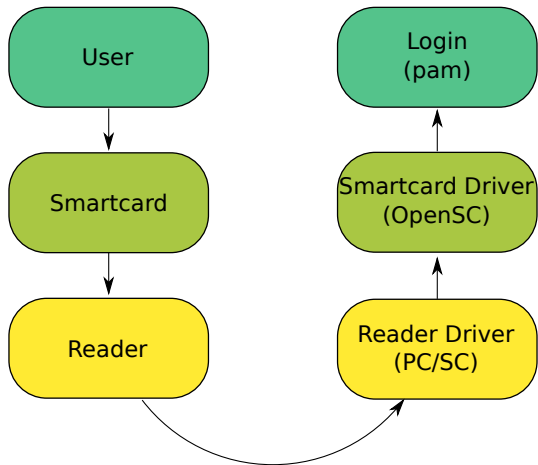 User
Smartcard
Reader
Login
(pam)
Smartcard Driver
(OpenSC)
Reader Driver
(PC/SC)